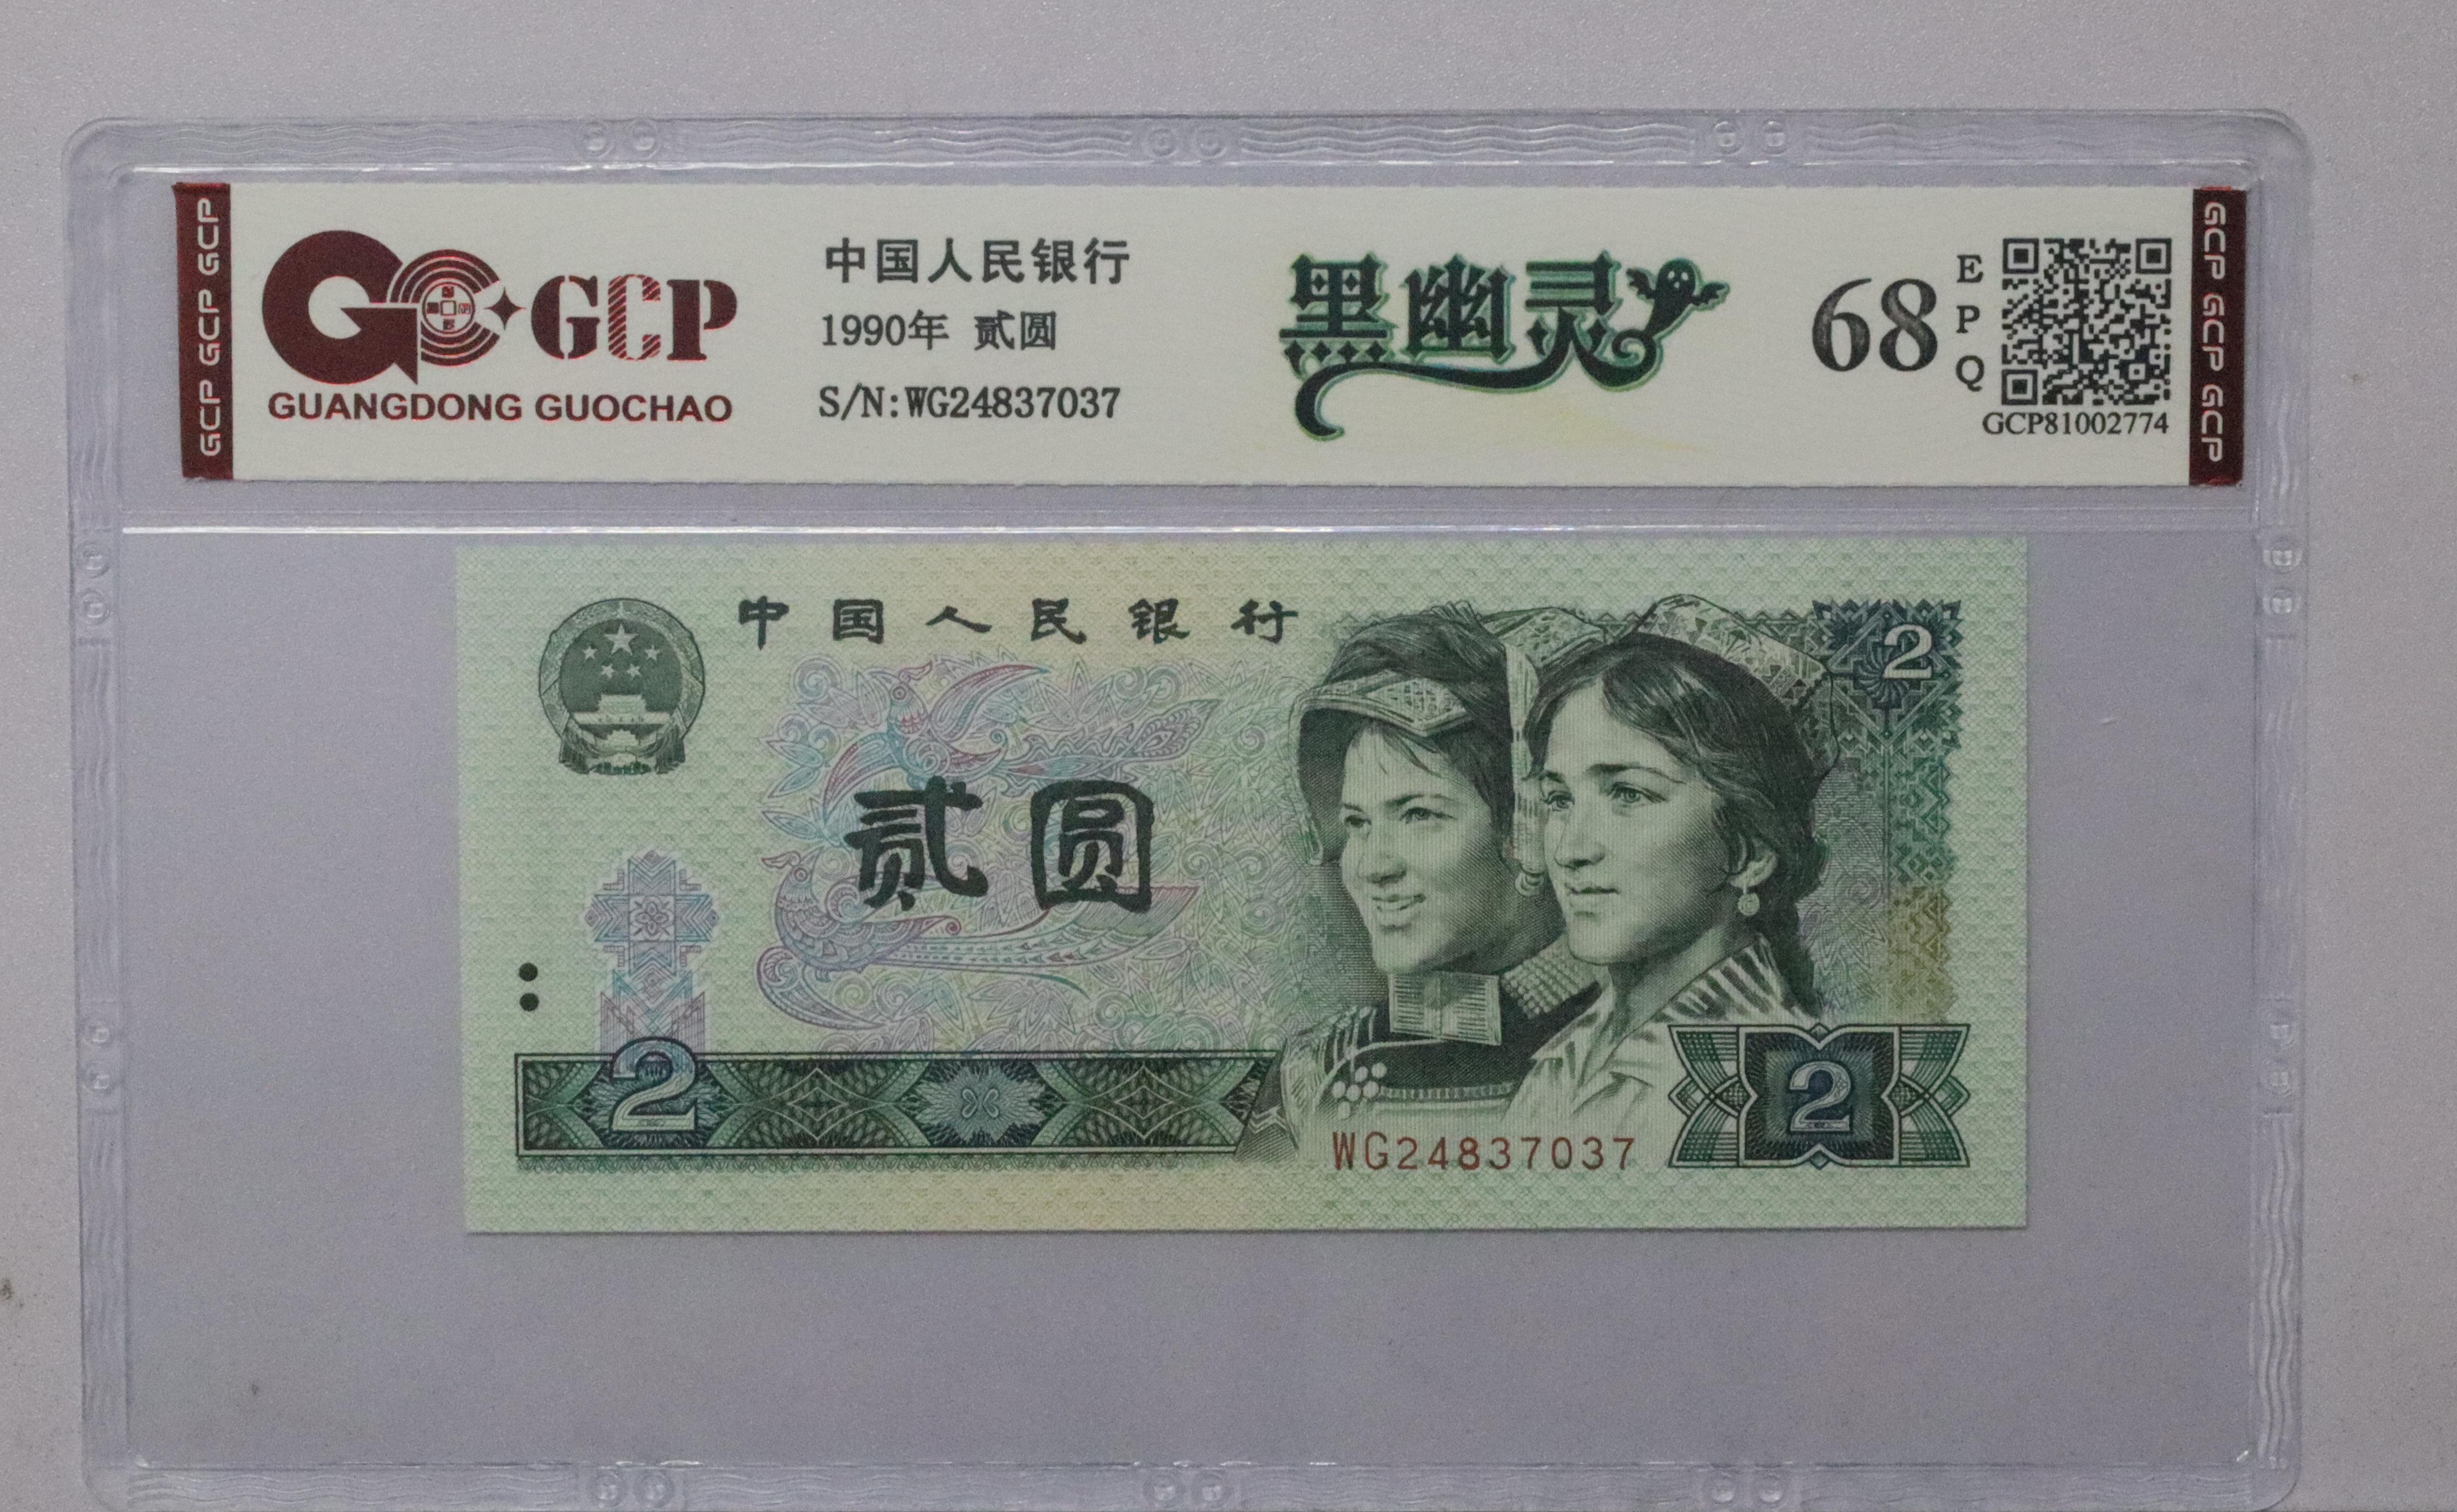 GCP GCP GCP
GCP
GUANGDONG GUOCHAO
中国人民银行
1990年 贰圆
S/N:WG24837037
黑幽灵
68
E
P
Q
GCP81002774
GCP GCP GCP
中国人民银行
2
贰圆
2
2
WG24837037